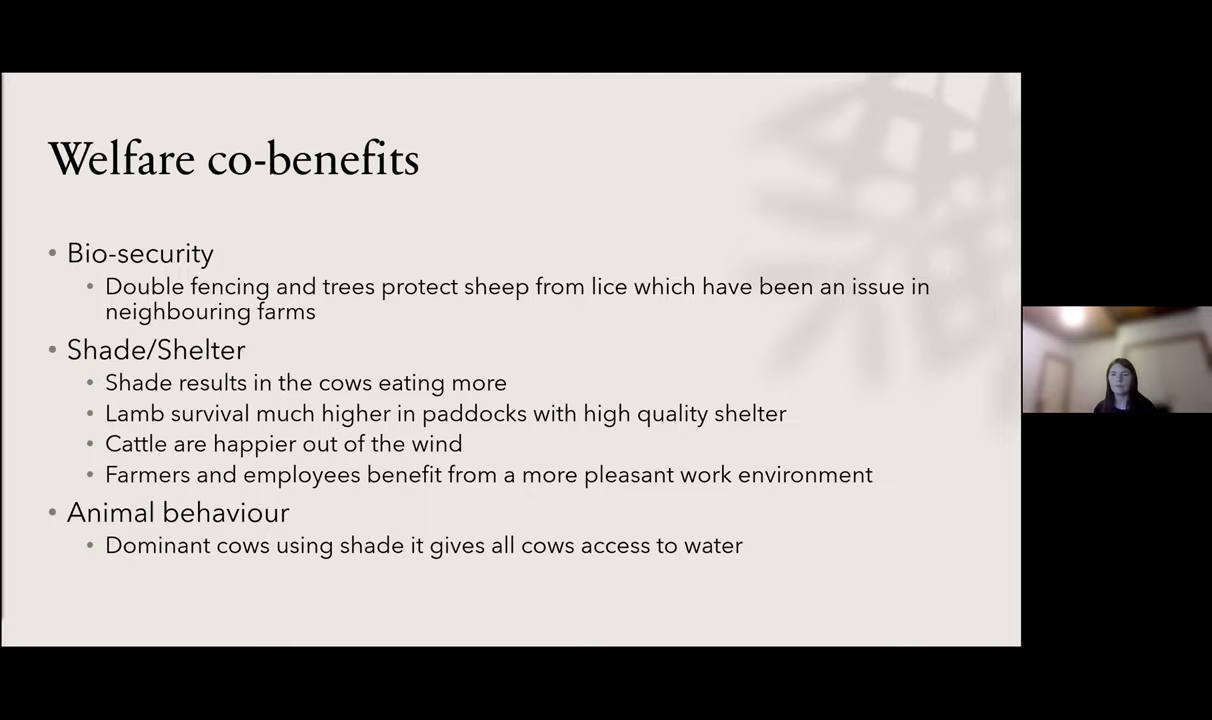 Welfare co-benefits
• Bio-security
• Double fencing and trees protect sheep from lice which have been an issue in
neighbouring farms
• Shade/Shelter
• Shade results in the cows eating more
• Lamb survival much higher in paddocks with high quality shelter
• Cattle are happier out of the wind
• Farmers and employees benefit from a more pleasant work environment
• Animal behaviour
• Dominant cows using shade it gives all cows access to water